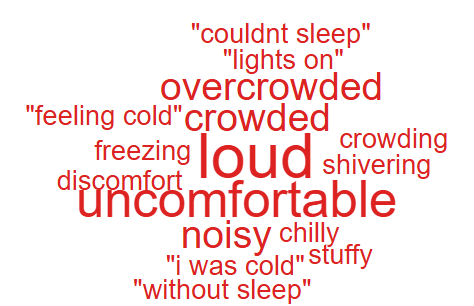 "couldnt sleep"
"lights on"
overcrowded
"feeling cold" crowded
crowding
freezing loud shivering
discomfort
uncomfortable
noisy chilly
stuffy
"i was cold"
"without sleep"